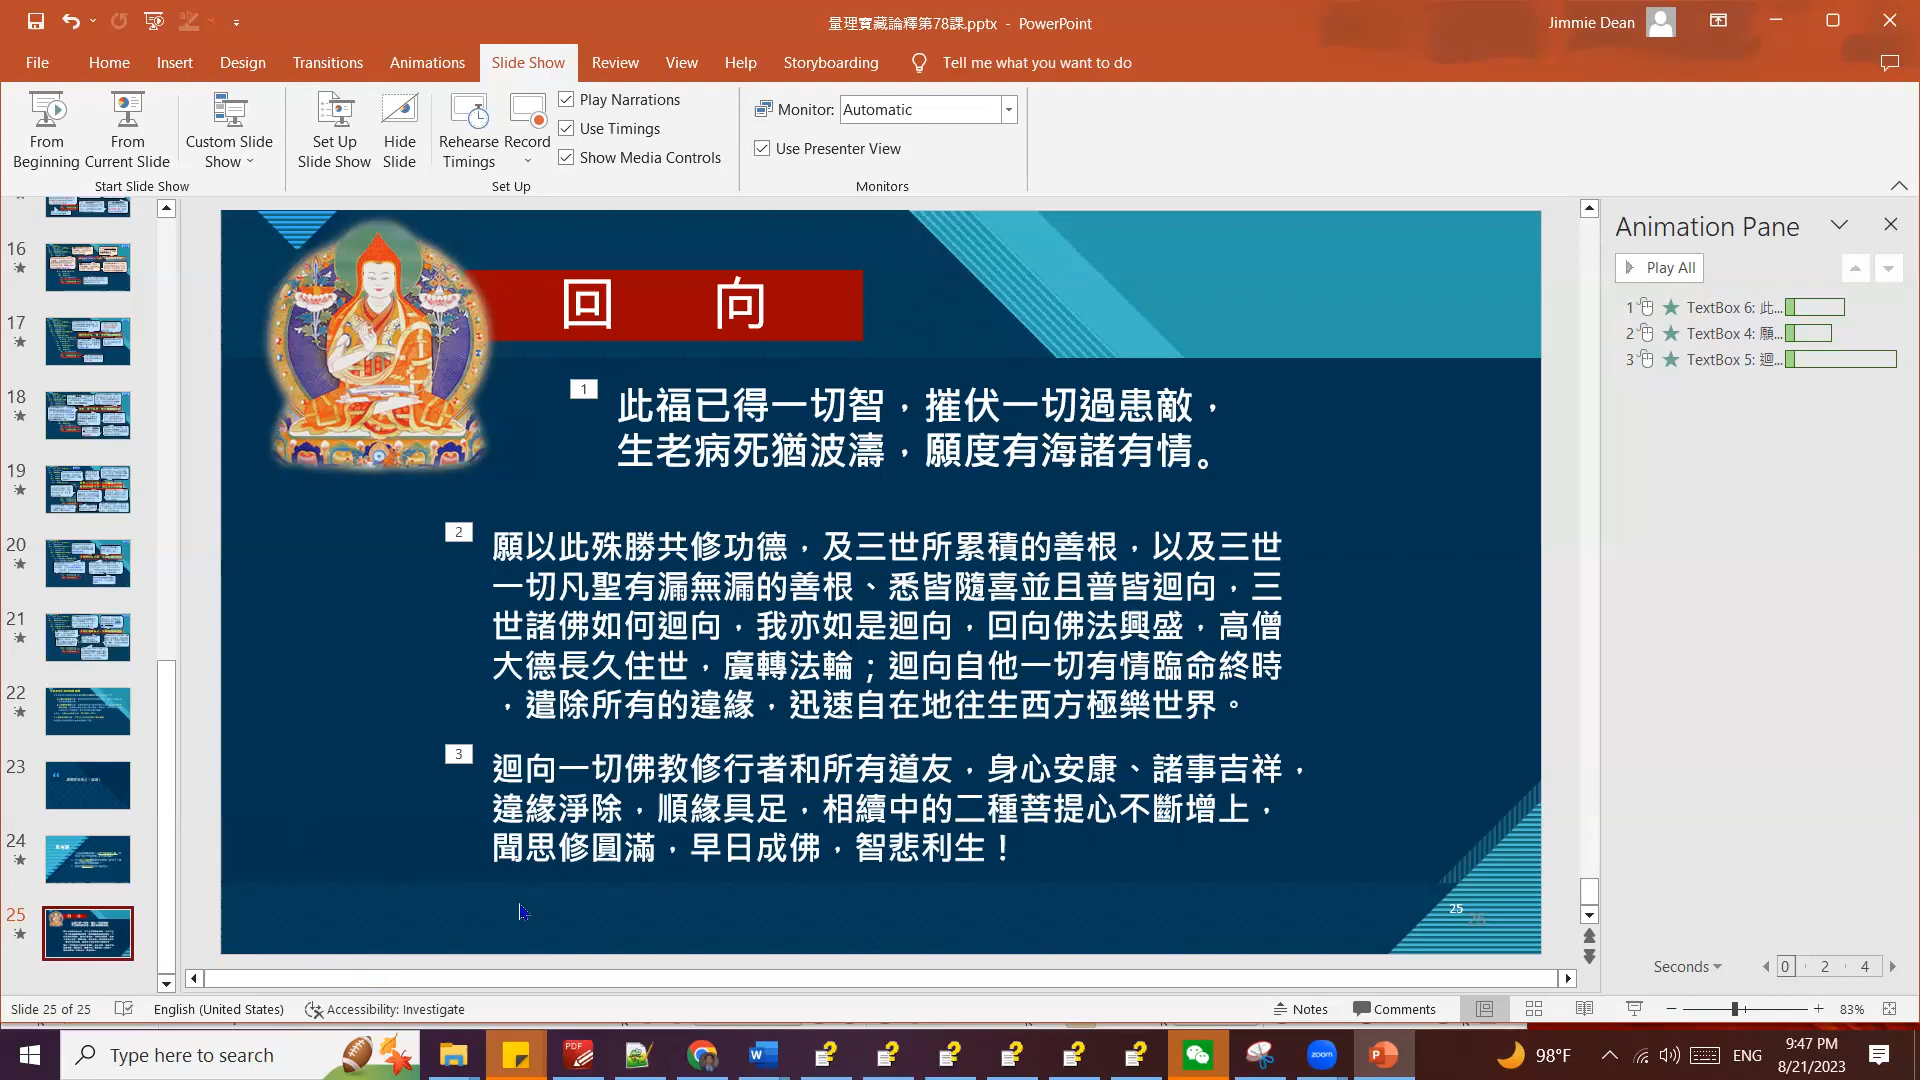 量理寶藏論釋第78課.pptx - PowerPoint
Jimmie Dean
File Home Insert Design Transitions Animations Slide Show Review View Help Storyboarding Tell me what you want to do
From Beginning
From Current Slide
Custom Slide Show
Set Up Slide Show
Hide Slide
Rehearse Timings
Record
Play Narrations
Use Timings
Show Media Controls
Monitor: Automatic
Use Presenter View
Start Slide Show
Set Up
Monitors
16
17
18
19
20
21
22
23
24
25
回 向
1
此福已得一切智，摧伏一切過患敵，
生老病死猶波濤，願度有海諸有情。
2
願以此殊勝共修功德，及三世所累積的善根，以及三世
一切凡聖有漏無漏的善根、悉皆隨喜並且普皆迴向，三
世諸佛如何迴向，我亦如是迴向，回向佛法興盛，高僧
大德長久住世，廣轉法輪；迴向自他一切有情臨命終時
，遣除所有的違緣，迅速自在地往生西方極樂世界。
3
迴向一切佛教修行者和所有道友，身心安康、諸事吉祥，
違緣淨除，順緣具足，相續中的二種菩提心不斷增上，
聞思修圓滿，早日成佛，智悲利生！
25
25
Animation Pane
Play All
1 TextBox 6: 此...
2 TextBox 4: 願...
3 TextBox 5: 迴...
Seconds 0 2 4
Slide 25 of 25 English (United States) Accessibility: Investigate Notes Comments 83%
Type here to search
PDF
zoom
98°F ENG
9:47 PM
8/21/2023